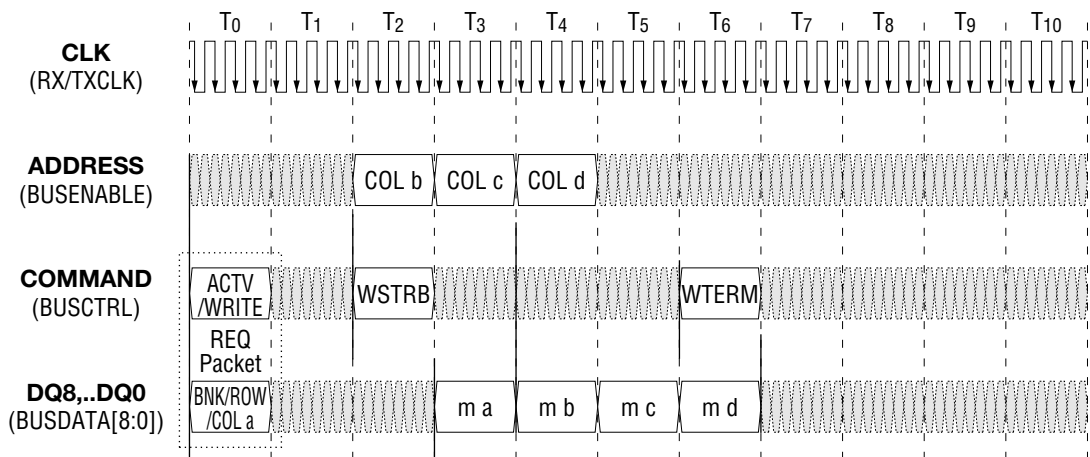 T0 T1 T2 T3 T4 T5 T6 T7 T8 T9 T10
CLK
(RX/TXCLK)
ADDRESS
(BUSENABLE)
COL b COL c COL d
COMMAND
(BUSCTRL)
ACTV
/WRITE
WSTRB WTERM
REQ
Packet
DQ8,..DQ0
(BUSDATA[8:0])
BNK/ROW
/COL a
m a m b m c m d